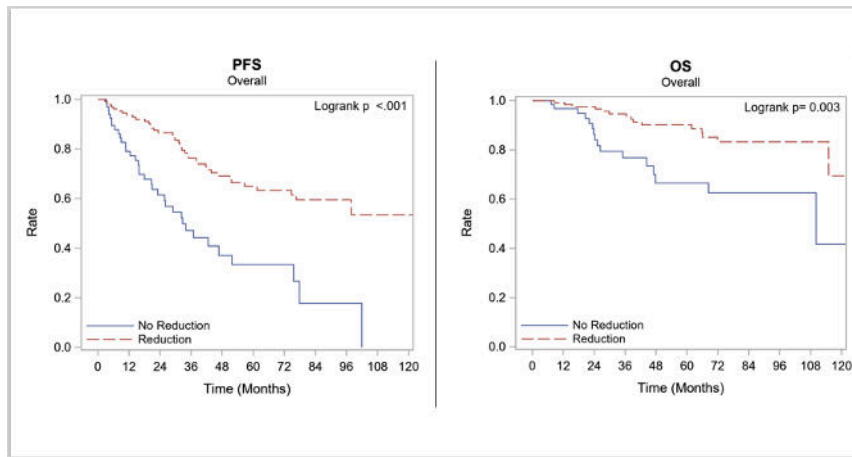 PFS
Overall
Logrank p <.001
1.0
0.8
0.6
0.4
0.2
0.0
Rate
No Reduction
Reduction
0 12 24 36 48 60 72 84 96 108 120
Time (Months)
OS
Overall
Logrank p= 0.003
1.0
0.8
0.6
0.4
0.2
0.0
Rate
No Reduction
Reduction
0 12 24 36 48 60 72 84 96 108 120
Time (Months)